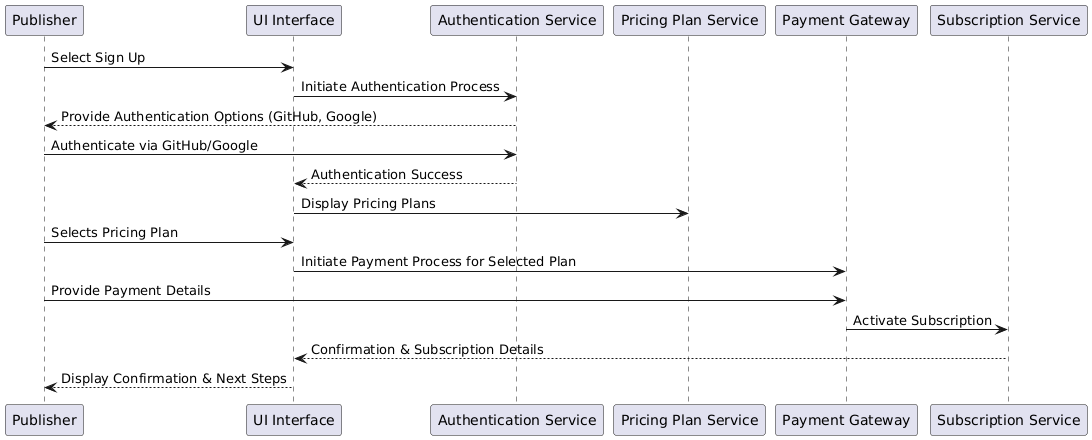 Publisher
UI Interface
Authentication Service
Pricing Plan Service
Payment Gateway
Subscription Service
Select Sign Up
Initiate Authentication Process
Provide Authentication Options (GitHub, Google)
Authenticate via GitHub/Google
Authentication Success
Display Pricing Plans
Selects Pricing Plan
Initiate Payment Process for Selected Plan
Provide Payment Details
Activate Subscription
Confirmation & Subscription Details
Display Confirmation & Next Steps
Publisher
UI Interface
Authentication Service
Pricing Plan Service
Payment Gateway
Subscription Service